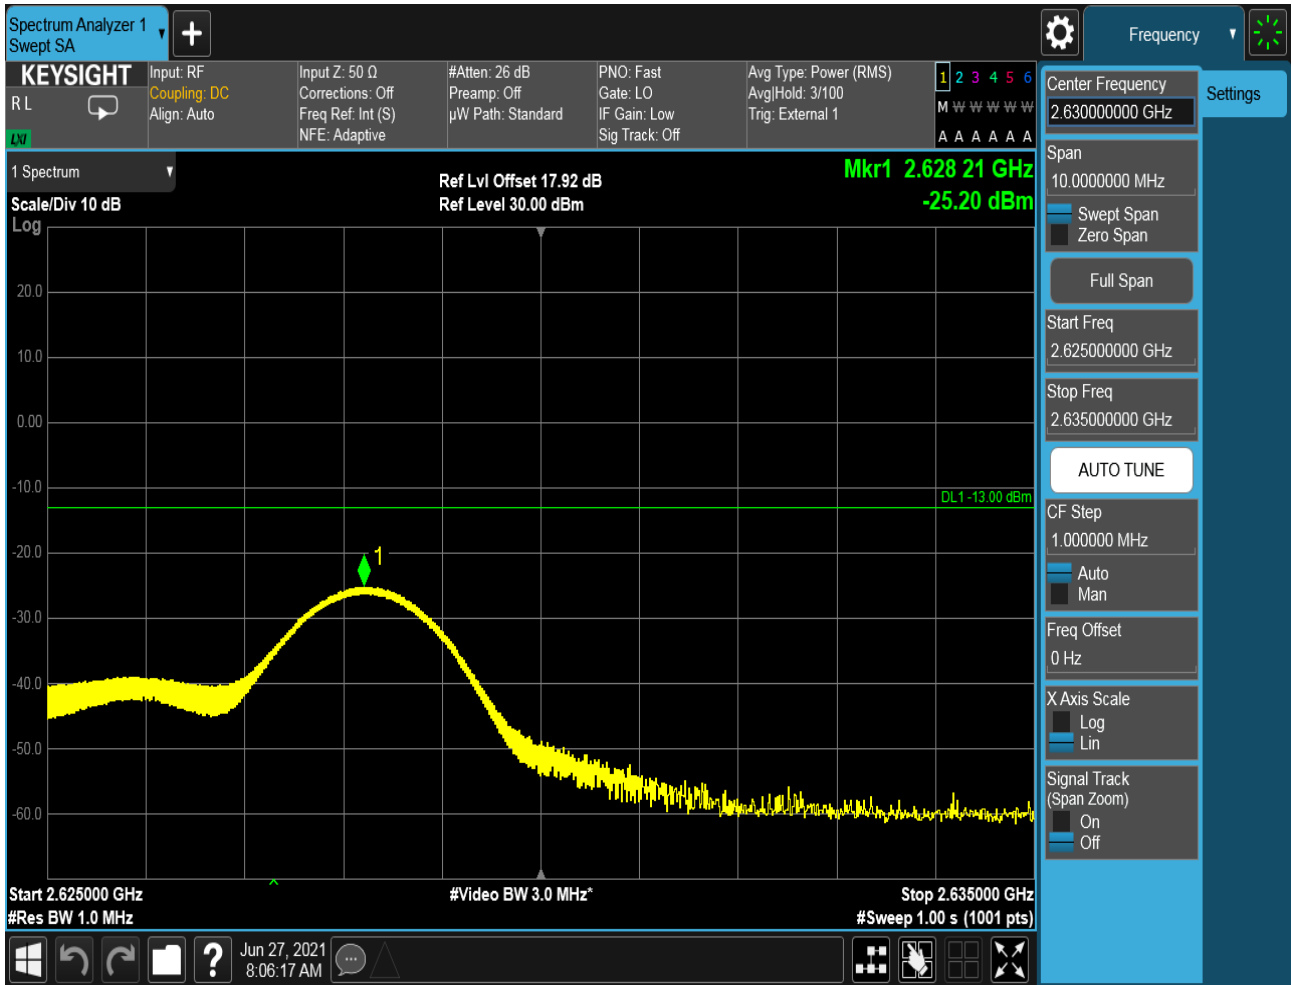 Spectrum Analyzer 1
Swept SA
Frequency
KEYSIGHT
R L
LXI
Input: RF
Coupling: DC
Align: Auto
Input Z: 50 Ω
Corrections: Off
Freq Ref: Int (S)
NFE: Adaptive
#Atten: 26 dB
Preamp: Off
µW Path: Standard
PNO: Fast
Gate: LO
IF Gain: Low
Sig Track: Off
Avg Type: Power (RMS)
Avg|Hold: 3/100
Trig: External 1
1 2 3 4 5 6
M W W W W W
A A A A A A
1 Spectrum
Scale/Div 10 dB
Log
Ref Lvl Offset 17.92 dB
Ref Level 30.00 dBm
Mkr1 2.628 21 GHz
-25.20 dBm
20.0
10.0
0.00
-10.0
-20.0
-30.0
-40.0
-50.0
-60.0
DL1 -13.00 dBm
1
Start 2.625000 GHz
#Res BW 1.0 MHz
#Video BW 3.0 MHz*
Stop 2.635000 GHz
#Sweep 1.00 s (1001 pts)
Center Frequency
2.630000000 GHz
Settings
Span
10.0000000 MHz
Swept Span
Zero Span
Full Span
Start Freq
2.625000000 GHz
Stop Freq
2.635000000 GHz
AUTO TUNE
CF Step
1.000000 MHz
Auto
Man
Freq Offset
0 Hz
X Axis Scale
Log
Lin
Signal Track
(Span Zoom)
On
Off
?
Jun 27, 2021
8:06:17 AM